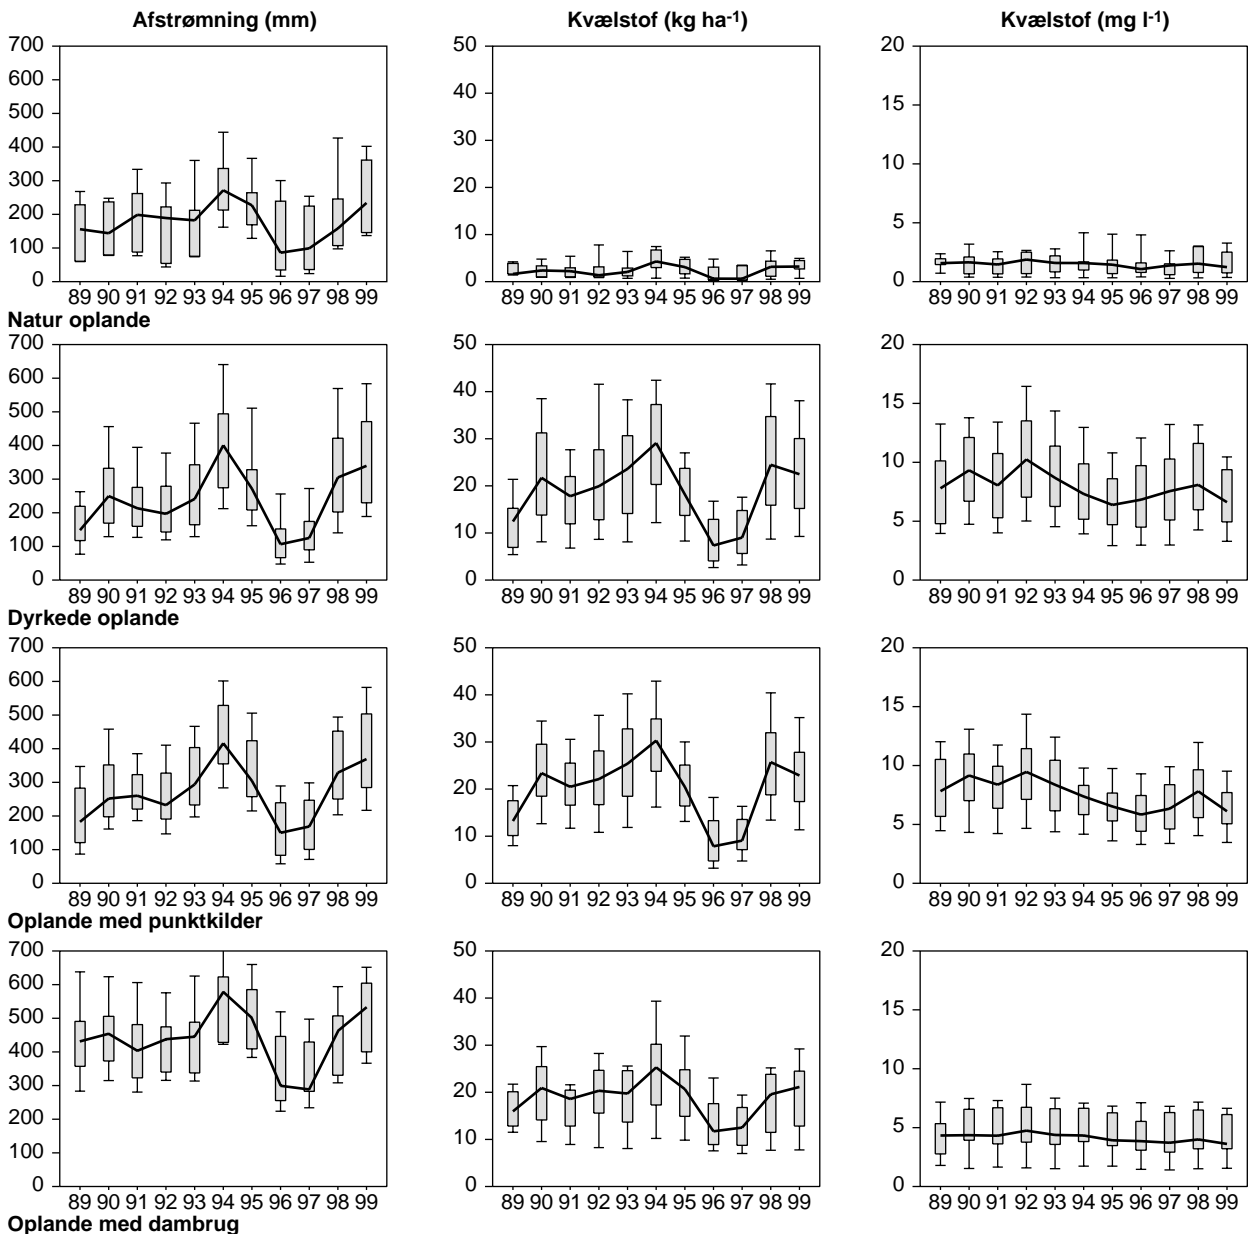 Afstrømning (mm) Kvælstof (kg ha-1) Kvælstof (mg l-1)
700 50 20
600
500 40 15
400 30
300 20 10
200
100 10 5
0 0 0
89 90 91 92 93 94 95 96 97 98 99 89 90 91 92 93 94 95 96 97 98 99 89 90 91 92 93 94 95 96 97 98 99
Natur oplande
700 50 20
600
500 40 15
400 30
300 20 10
200
100 10 5
0 0 0
89 90 91 92 93 94 95 96 97 98 99 89 90 91 92 93 94 95 96 97 98 99 89 90 91 92 93 94 95 96 97 98 99
Dyrkede oplande
700 50 20
600
500 40 15
400 30
300 20 10
200
100 10 5
0 0 0
89 90 91 92 93 94 95 96 97 98 99 89 90 91 92 93 94 95 96 97 98 99 89 90 91 92 93 94 95 96 97 98 99
Oplande med punktkilder
700 50 20
600
500 40 15
400 30
300 20 10
200
100 10 5
0 0 0
89 90 91 92 93 94 95 96 97 98 99 89 90 91 92 93 94 95 96 97 98 99 89 90 91 92 93 94 95 96 97 98 99
Oplande med dambrug